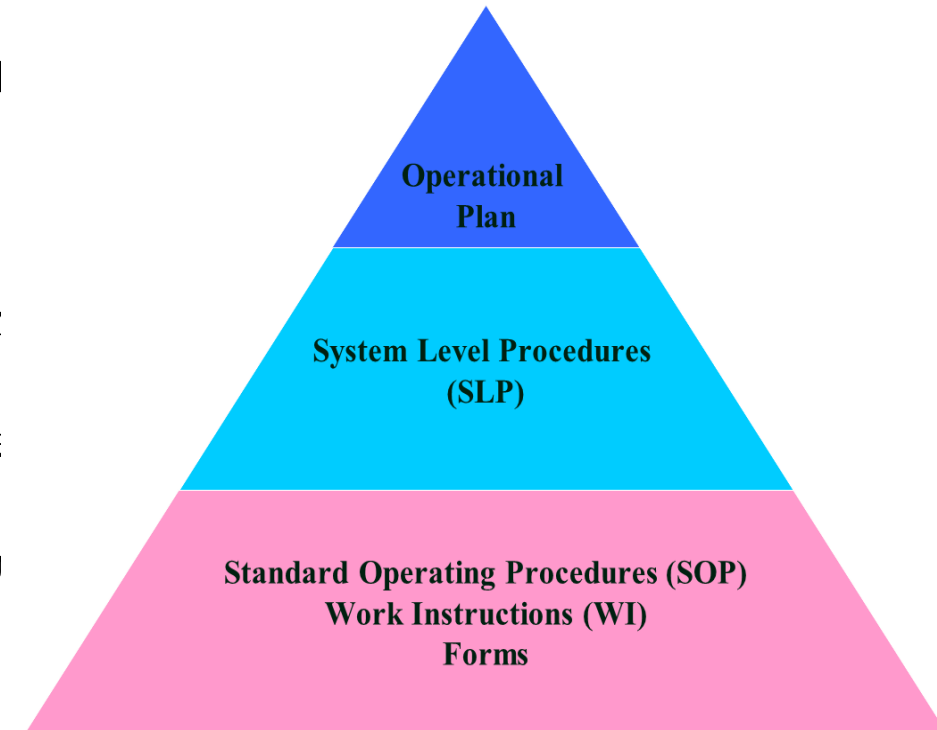 Operational
Plan
System Level Procedures
(SLP)
Standard Operating Procedures (SOP)
Work Instructions (WI)
Forms